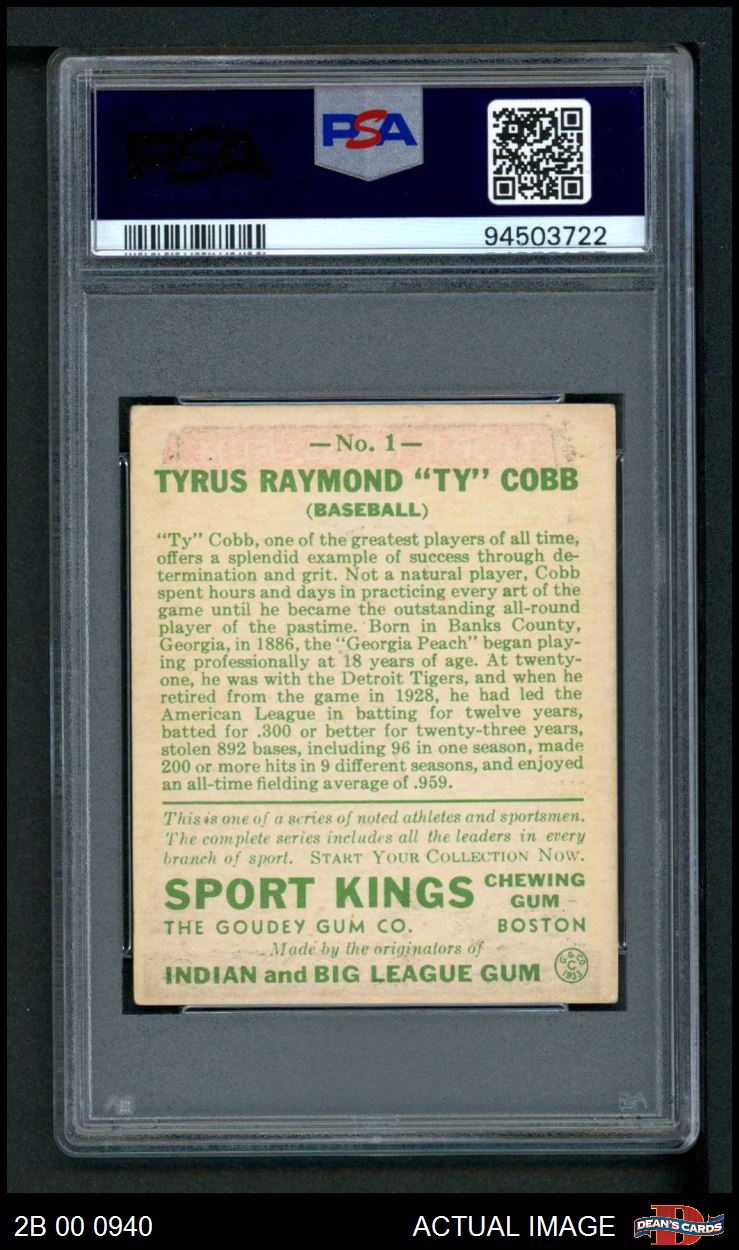 PSA
PSA
94503722
—No. 1—
TYRUS RAYMOND “TY” COBB
(BASEBALL)
“Ty” Cobb, one of the greatest players of all time,
offers a splendid example of success through de-
termination and grit. Not a natural player, Cobb
spent hours and days in practicing every art of the
game until he became the outstanding all-round
player of the pastime. Born in Banks County,
Georgia, in 1886, the “Georgia Peach” began play-
ing professionally at 18 years of age. At twenty-
one, he was with the Detroit Tigers, and when he
retired from the game in 1928, he had led the
American League in batting for twelve years,
batted for .300 or better for twenty-three years,
stolen 892 bases, including 96 in one season, made
200 or more hits in 9 different seasons, and enjoyed
an all-time fielding average of .959.
This is one of a series of noted athletes and sportsmen.
The complete series includes all the leaders in every
branch of sport. START YOUR COLLECTION NOW.
SPORT KINGS CHEWING GUM
THE GOUDEY GUM CO. BOSTON
Made by the originators of
INDIAN and BIG LEAGUE GUM
G.G.CO. C 1933
PSA
2B 00 0940
ACTUAL IMAGE
DEAN'S CARDS